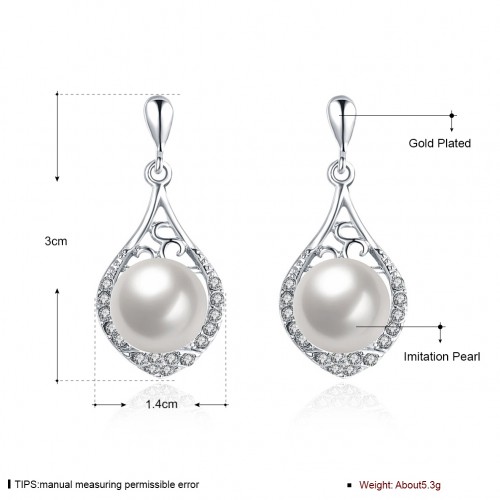 Gold Plated
3cm
Imitation Pearl
1.4cm
TIPS:manual measuring permissible error
Weight: About5.3g